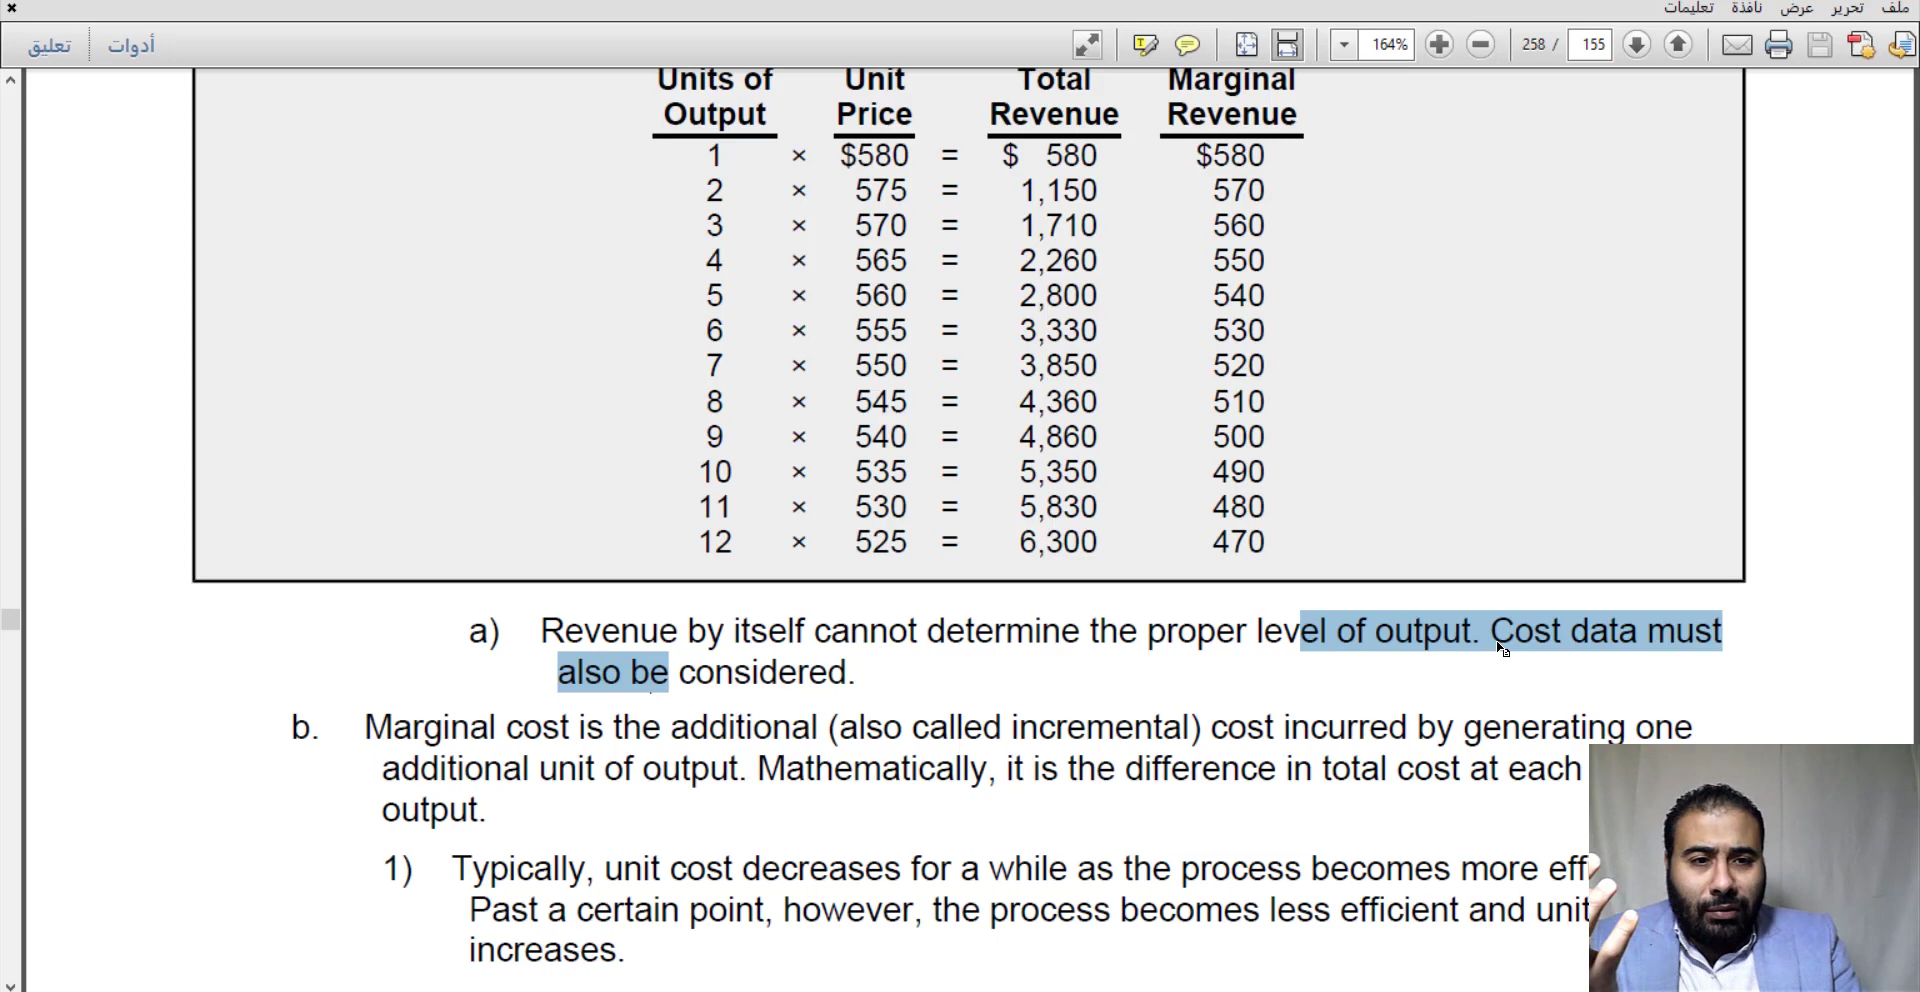 ملف تحرير عرض نافذة تعليمات
أدوات تعليق
155 / 258 164%
Units of Unit Total Marginal
Output Price Revenue Revenue
1 × $580 = $ 580 $580
2 × 575 = 1,150 570
3 × 570 = 1,710 560
4 × 565 = 2,260 550
5 × 560 = 2,800 540
6 × 555 = 3,330 530
7 × 550 = 3,850 520
8 × 545 = 4,360 510
9 × 540 = 4,860 500
10 × 535 = 5,350 490
11 × 530 = 5,830 480
12 × 525 = 6,300 470
a) Revenue by itself cannot determine the proper level of output. Cost data must
also be considered.
b. Marginal cost is the additional (also called incremental) cost incurred by generating one
additional unit of output. Mathematically, it is the difference in total cost at each
output.
1) Typically, unit cost decreases for a while as the process becomes more eff
Past a certain point, however, the process becomes less efficient and unit
increases.